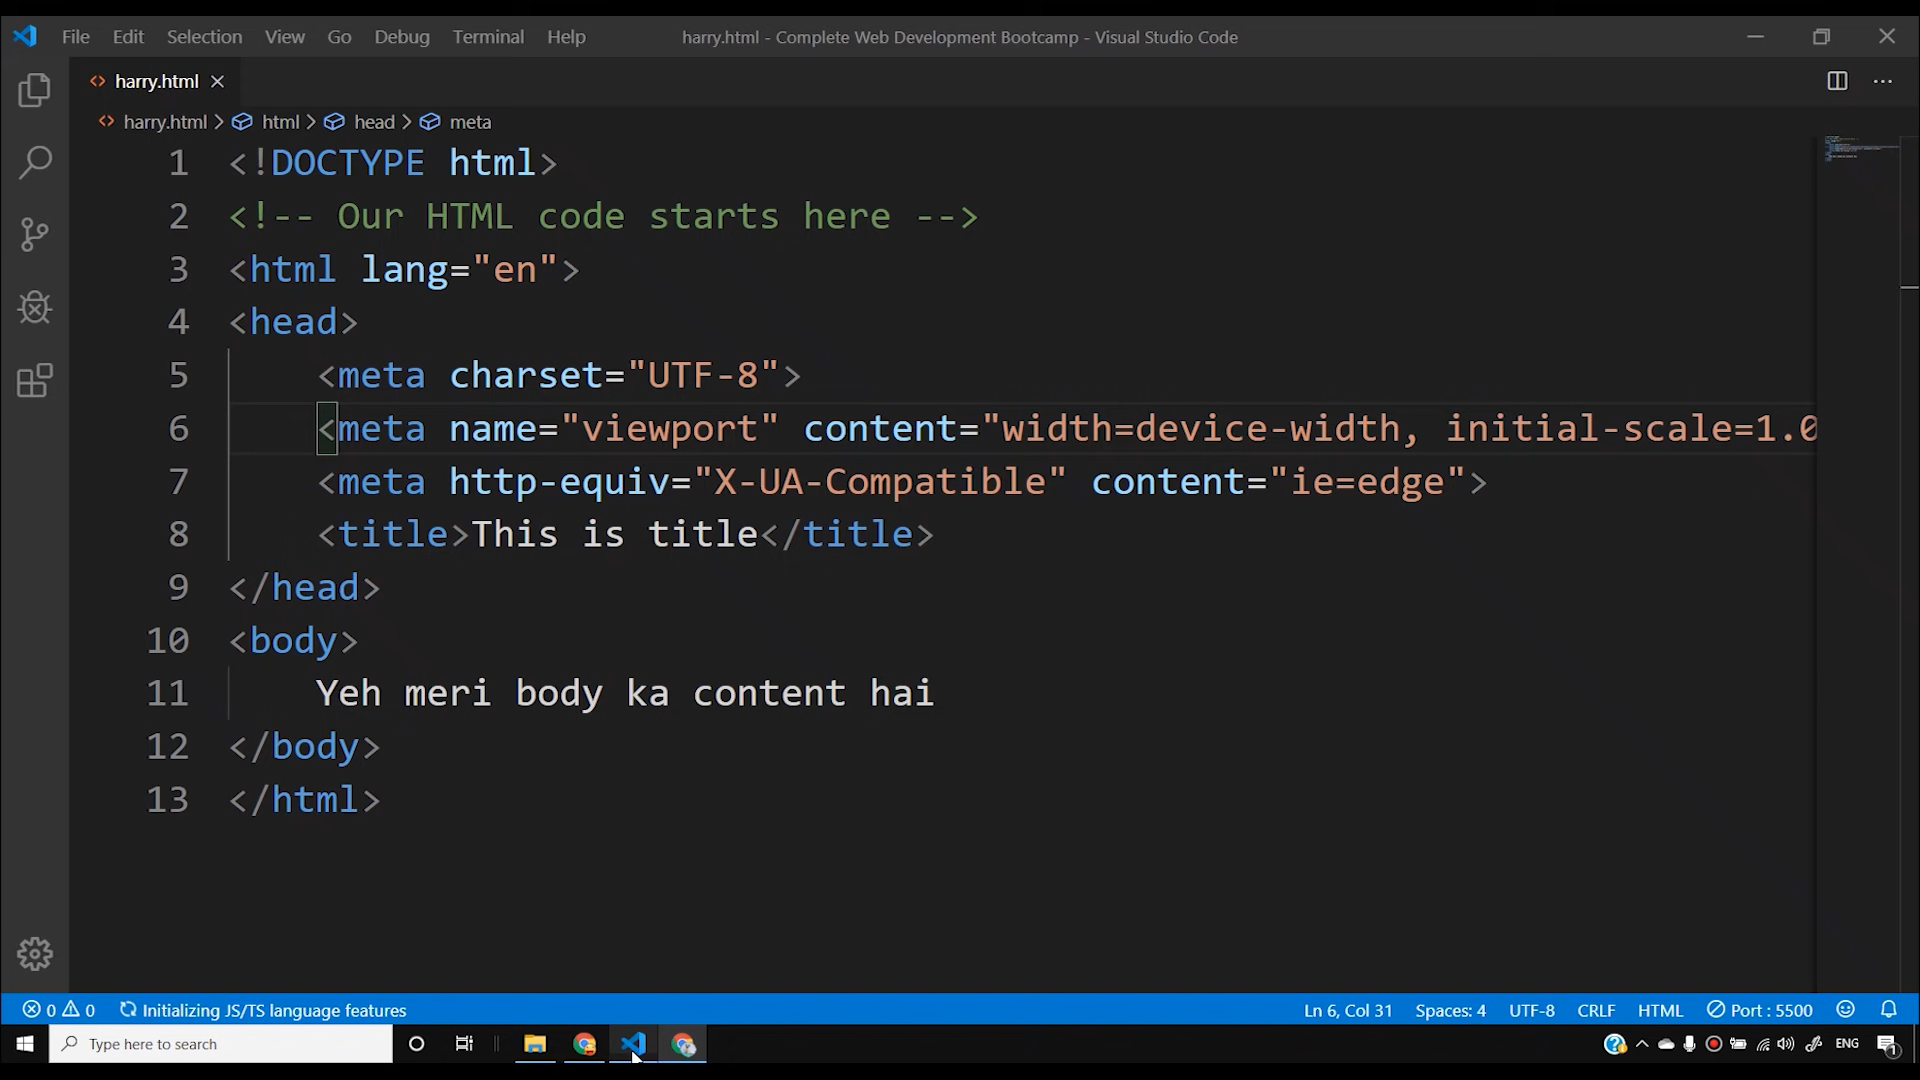 File Edit Selection View Go Debug Terminal Help harry.html - Complete Web Development Bootcamp - Visual Studio Code
harry.html
harry.html > html > head > meta
1 <!DOCTYPE html>
2 <!-- Our HTML code starts here -->
3 <html lang="en">
4 <head>
5 <meta charset="UTF-8">
6 <meta name="viewport" content="width=device-width, initial-scale=1.0
7 <meta http-equiv="X-UA-Compatible" content="ie=edge">
8 <title>This is title</title>
9 </head>
10 <body>
11 Yeh meri body ka content hai
12 </body>
13 </html>
0 0 Initializing JS/TS language features Ln 6, Col 31 Spaces: 4 UTF-8 CRLF HTML Port : 5500
Type here to search ENG 1